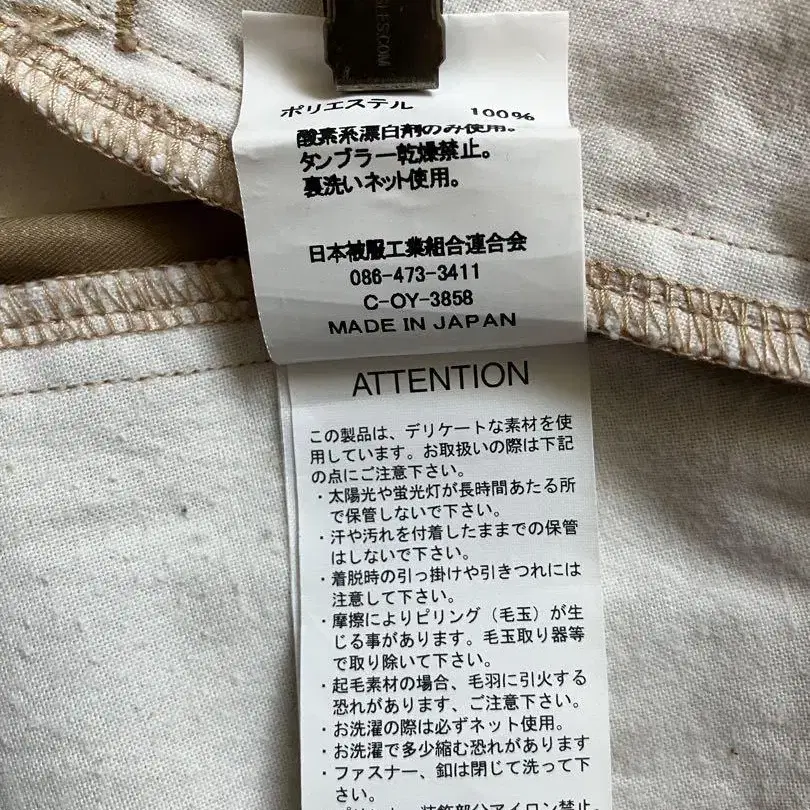 ポリエステル 100%
酸素系漂白剤のみ使用。
タンブラー乾燥禁止。
裏洗いネット使用。
日本被服工業組合連合会
086-473-3411
C-OY-3858
MADE IN JAPAN
ATTENTION
この製品は、デリケートな素材を使
用しています。お取扱いの際は下記
の点にご注意下さい。
・太陽光や蛍光灯が長時間あたる所
で保管しないで下さい。
・汗や汚れを付着したままでの保管
はしないで下さい。
・着脱時の引っ掛けや引きつれには
注意して下さい。
・摩擦によりピリング（毛玉）が生
じる事があります。毛玉取り器等
で取り除いて下さい。
・起毛素材の場合、毛羽に引火する
恐れがあります、ご注意下さい。
・お洗濯の際は必ずネット使用。
・お洗濯で多少縮む恐れがあります
・ファスナー、釦は閉じて洗って下
さい。
装飾部分アイロン禁止。